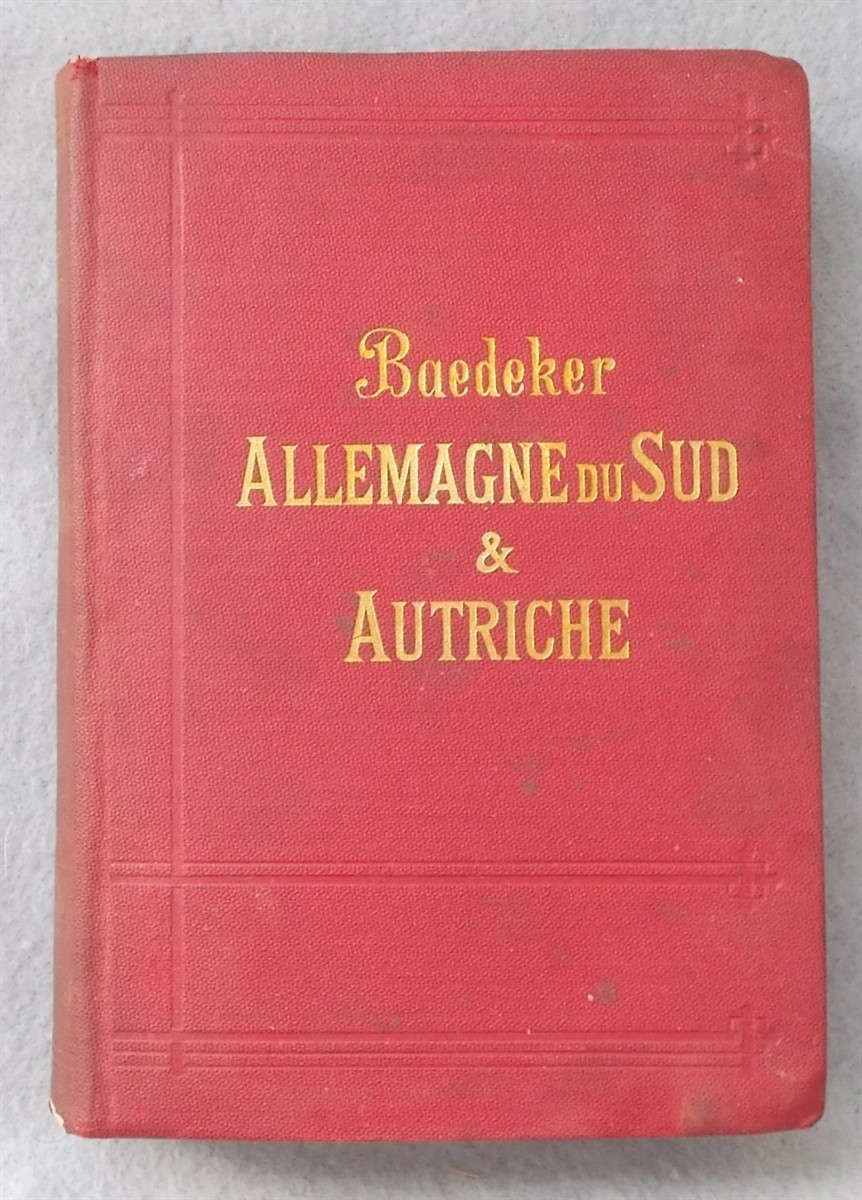 Baedeker
ALLEMAGNE DU SUD
&
AUTRICHE